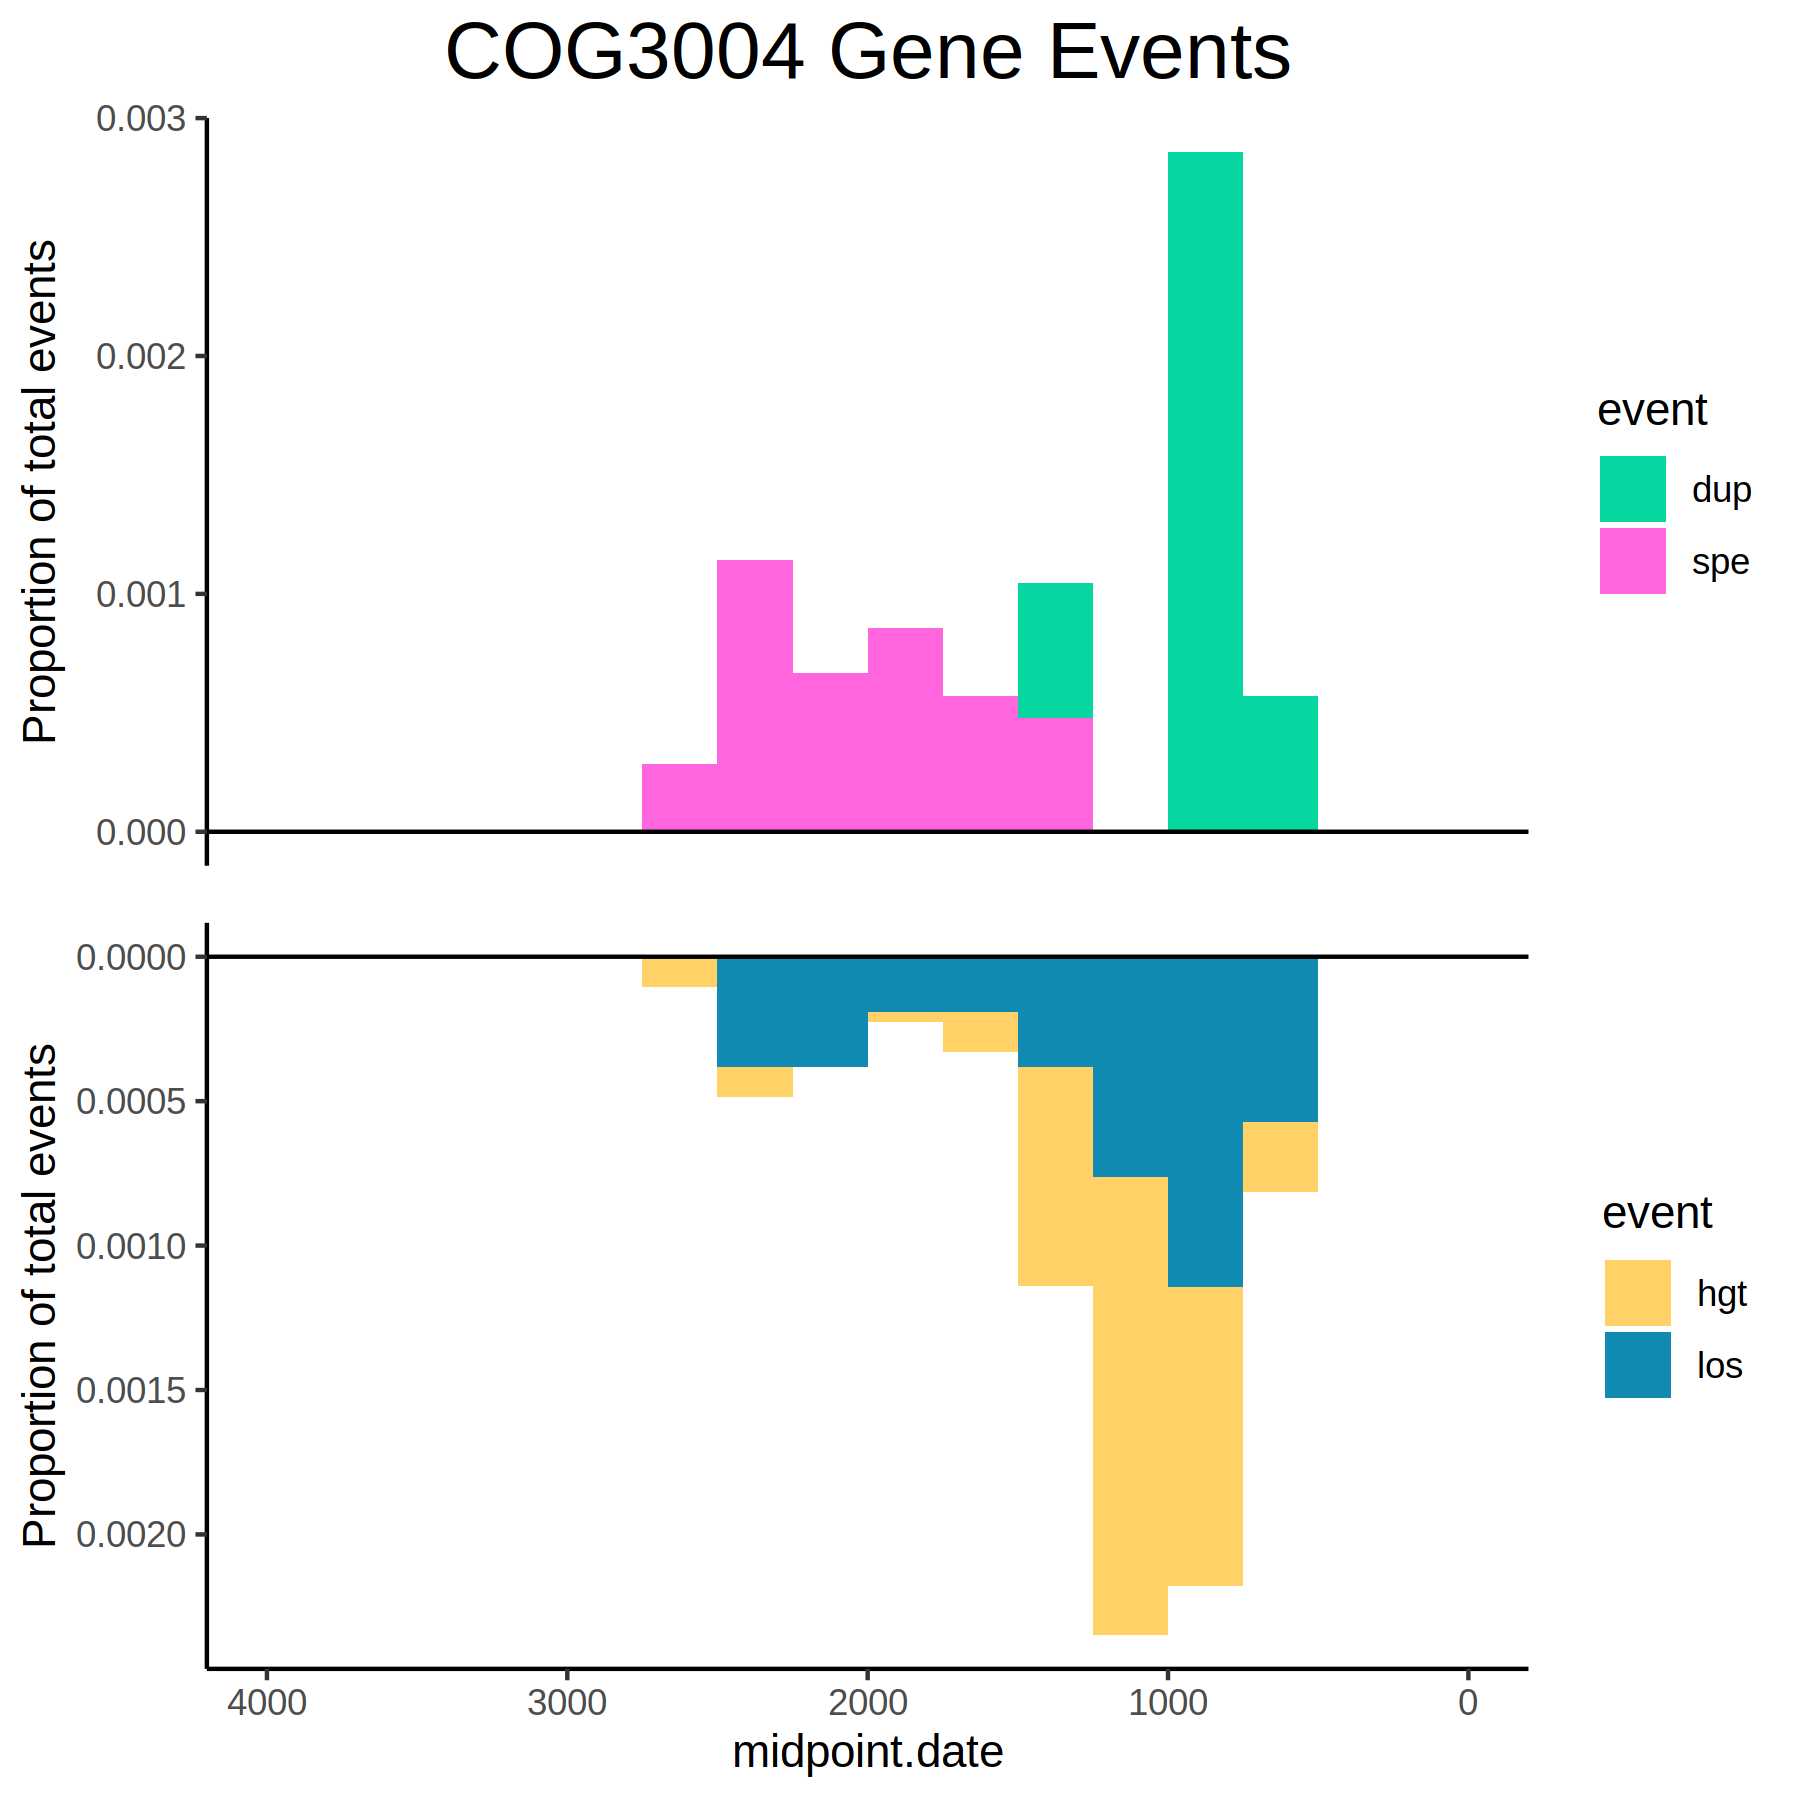 COG3004 Gene Events
0.003
0.002
0.001
0.000
Proportion of total events
event
dup
spe
0.0000
0.0005
0.0010
0.0015
0.0020
Proportion of total events
event
hgt
los
4000 3000 2000 1000 0
midpoint.date